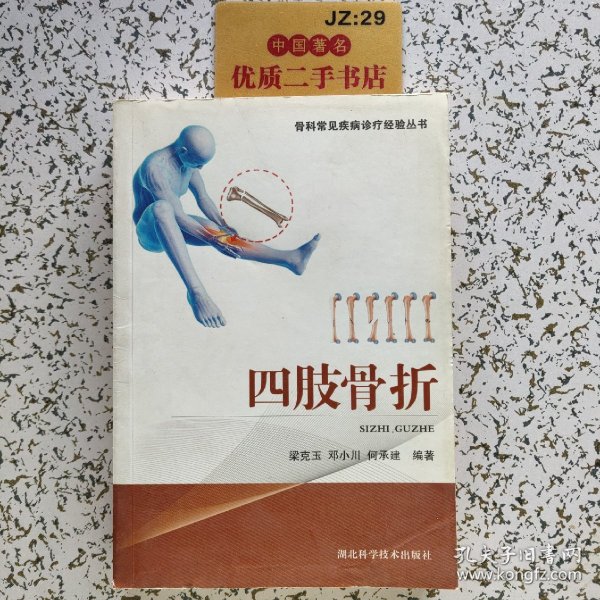 JZ:29
中国著名
优质二手书店
骨科常见疾病诊疗经验丛书
四肢骨折
SIZHI GUZHE
梁克玉 邓小川 何承建 编著
湖北科学技术出版社
孔夫子旧书网
www.kongfz.com